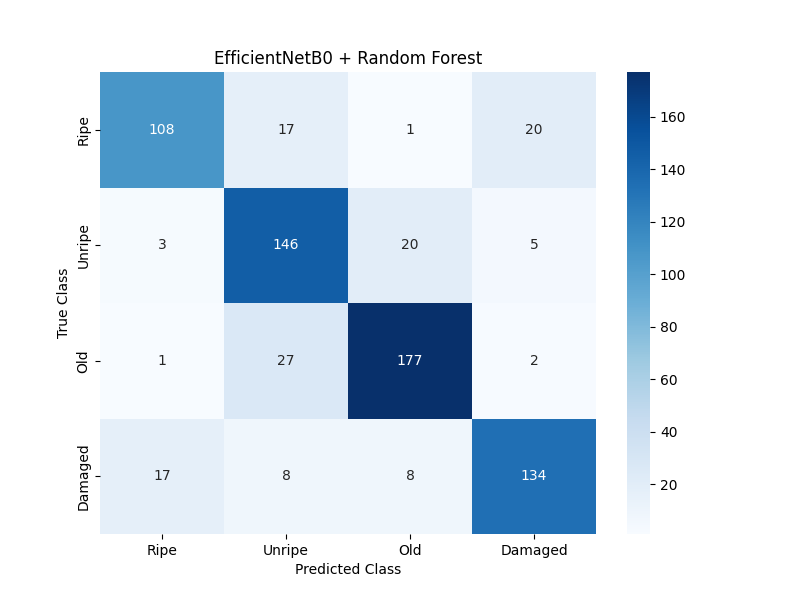 EfficientNetB0 + Random Forest
True Class
Ripe 108 17 1 20
Unripe 3 146 20 5
Old 1 27 177 2
Damaged 17 8 8 134
Ripe Unripe Old Damaged
Predicted Class
160
140
120
100
80
60
40
20